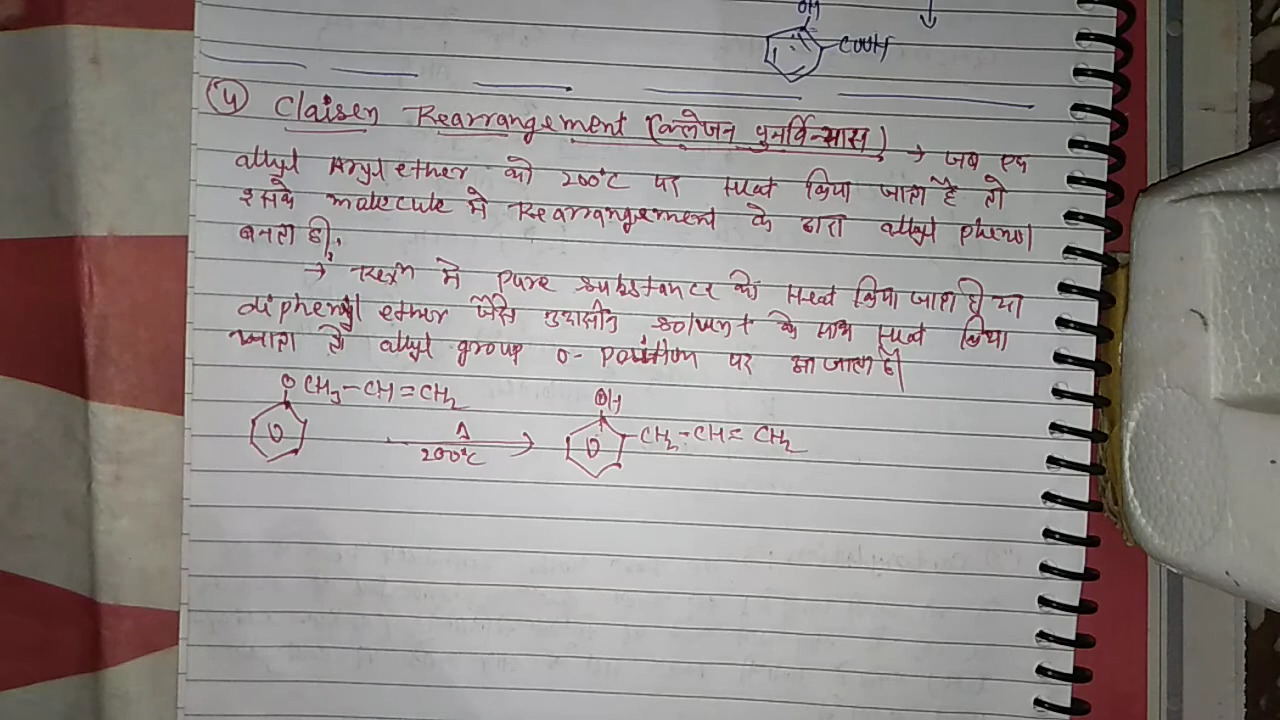 OH
COOH
(4) Claisen Rearrangement (क्लेजन पुनर्विन्यास) → जब एक
allyl Aryl ether को 200°C पर Heat किया जाता है तो
इसके malecule में Rearrangement के द्वारा allyl phenol
बनता है।
→ Rexn में pure substance को Heat किया जाता है या
diphenyl ether जैसे उदासीन solvent के साथ Heat किया
जाता तो allyl group o- position पर आ जाता है।
O CH2-CH=CH2
Δ
200°C
OH
-CH2-CH=CH2